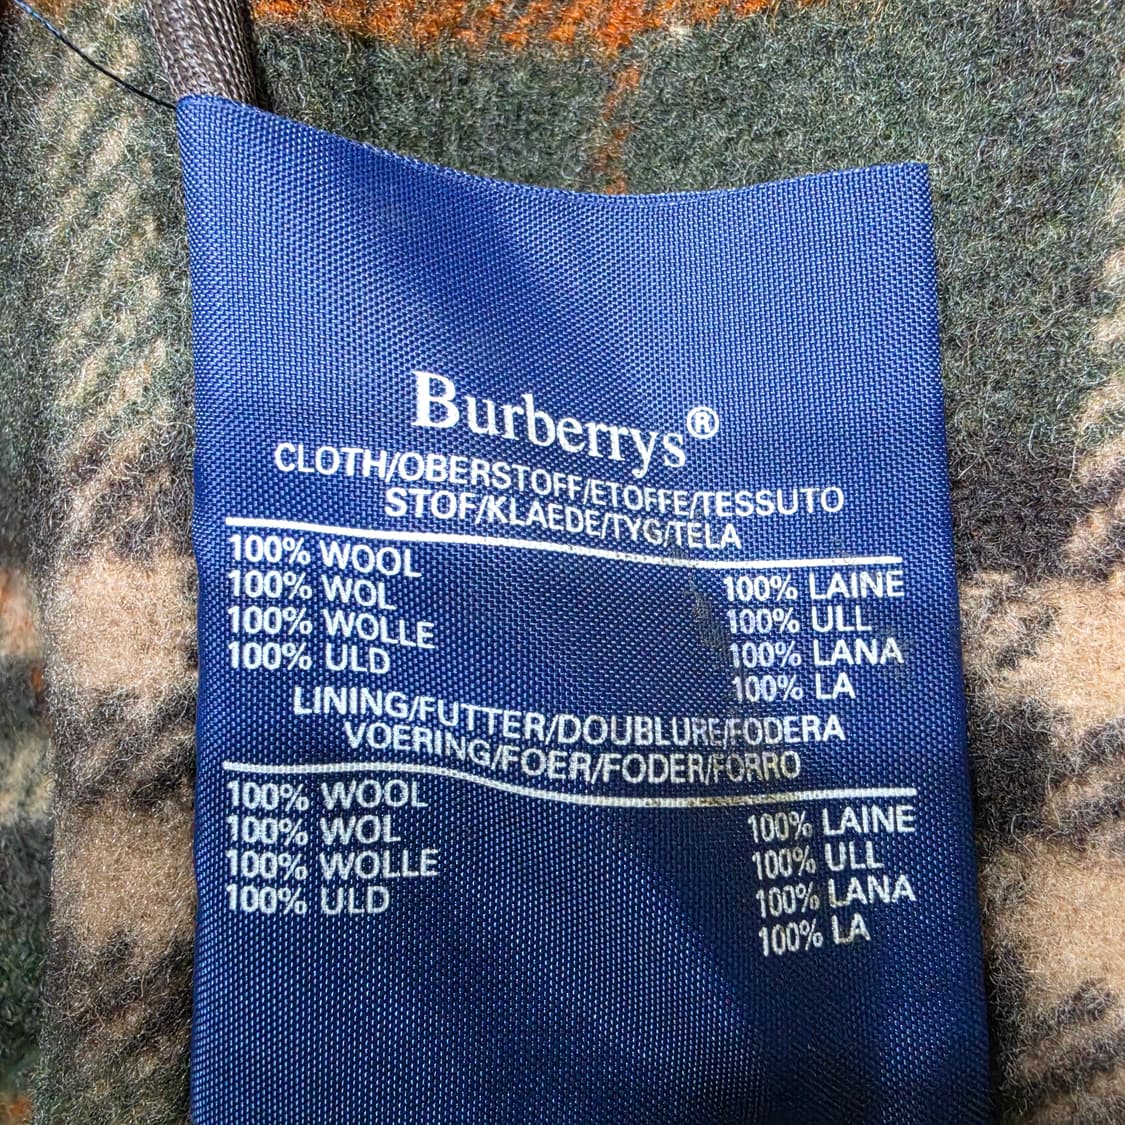 Burberrys®
CLOTH/OBERSTOFF/ETOFFE/TESSUTO
STOF/KLAEDE/TYG/TELA
100% WOOL
100% WOL
100% WOLLE
100% ULD
100% LAINE
100% ULL
100% LANA
100% LA
LINING/FUTTER/DOUBLURE/FODERA
VOERING/FOER/FODER/FORRO
100% WOOL
100% WOL
100% WOLLE
100% ULD
100% LAINE
100% ULL
100% LANA
100% LA